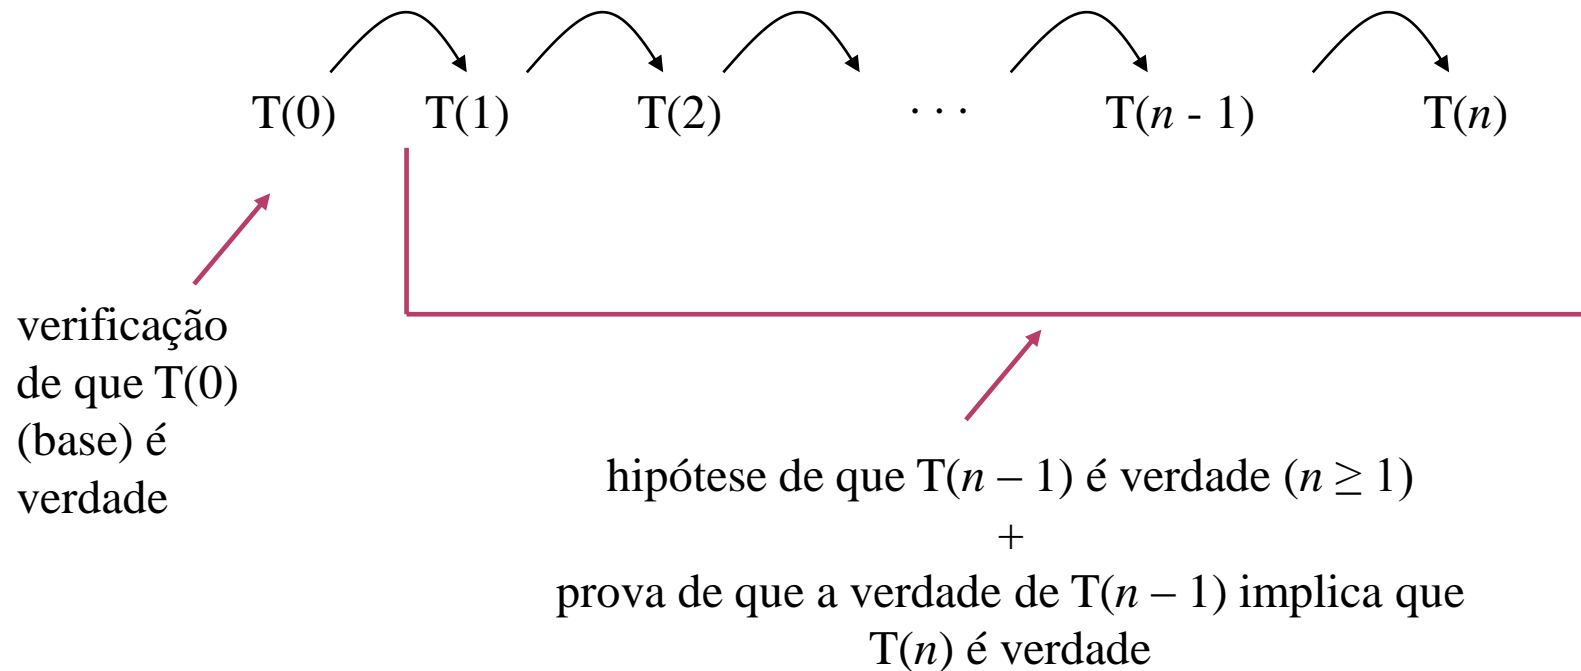 T(0) T(1) T(2) · · · T(n - 1) T(n)
verificação
de que T(0)
(base) é
verdade
hipótese de que T(n – 1) é verdade (n ≥ 1)
+
prova de que a verdade de T(n – 1) implica que
T(n) é verdade